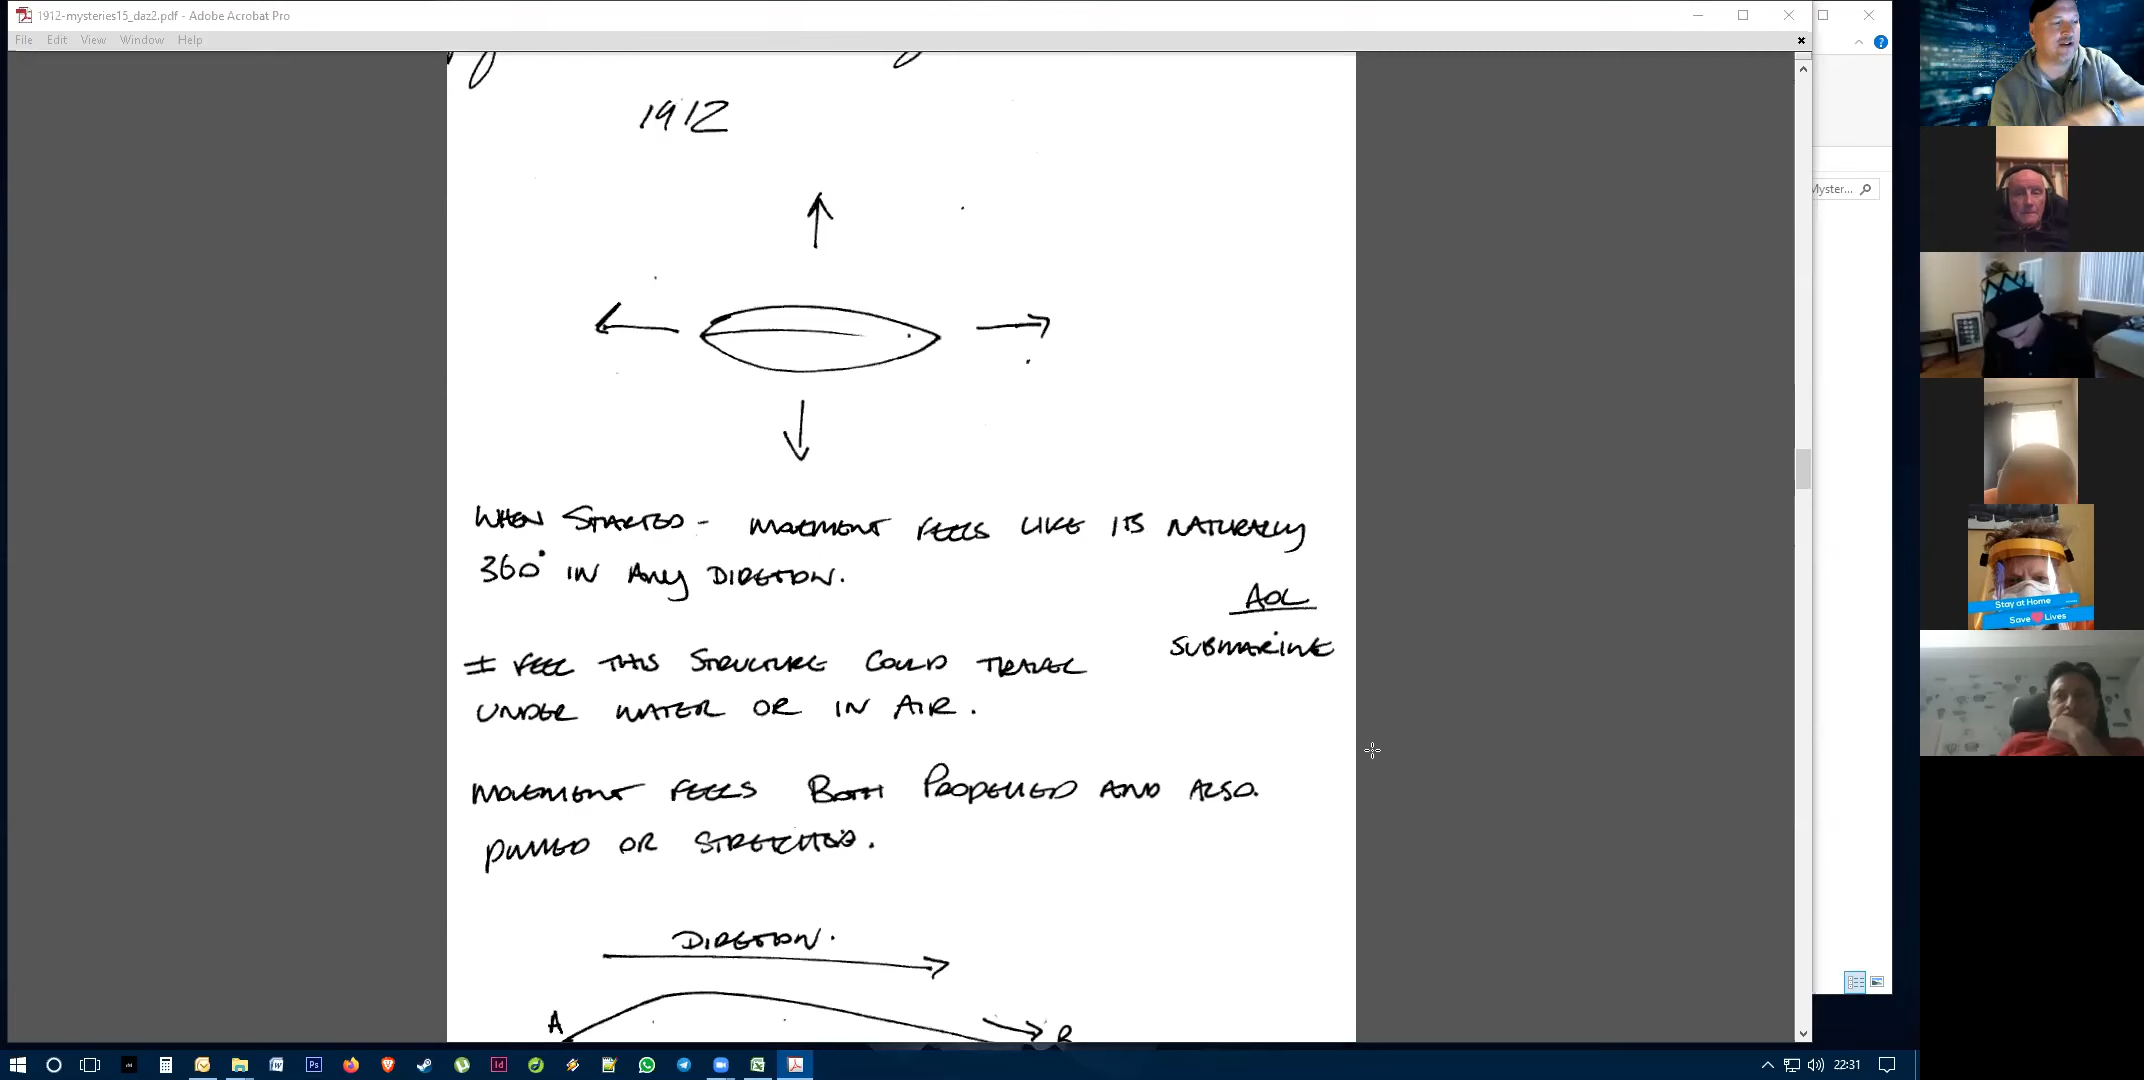 1912-mysteries15_daz2.pdf - Adobe Acrobat Pro
File Edit View Window Help
1912
WHEN STARTED - MOVEMENT FEELS LIKE ITS NATURALLY
360° IN ANY DIRETION.
AOL
SUBMARINE
I FEEL THIS STRUCTURE COULD TRAVEL
UNDER WATER OR IN AIR.
MOVEMENT FEELS BOTH PROPELLED AND ALSO.
PULLED OR STRETCHED.
DIRETION.
A
B
Myster...
Stay at Home
Save Lives
22:31